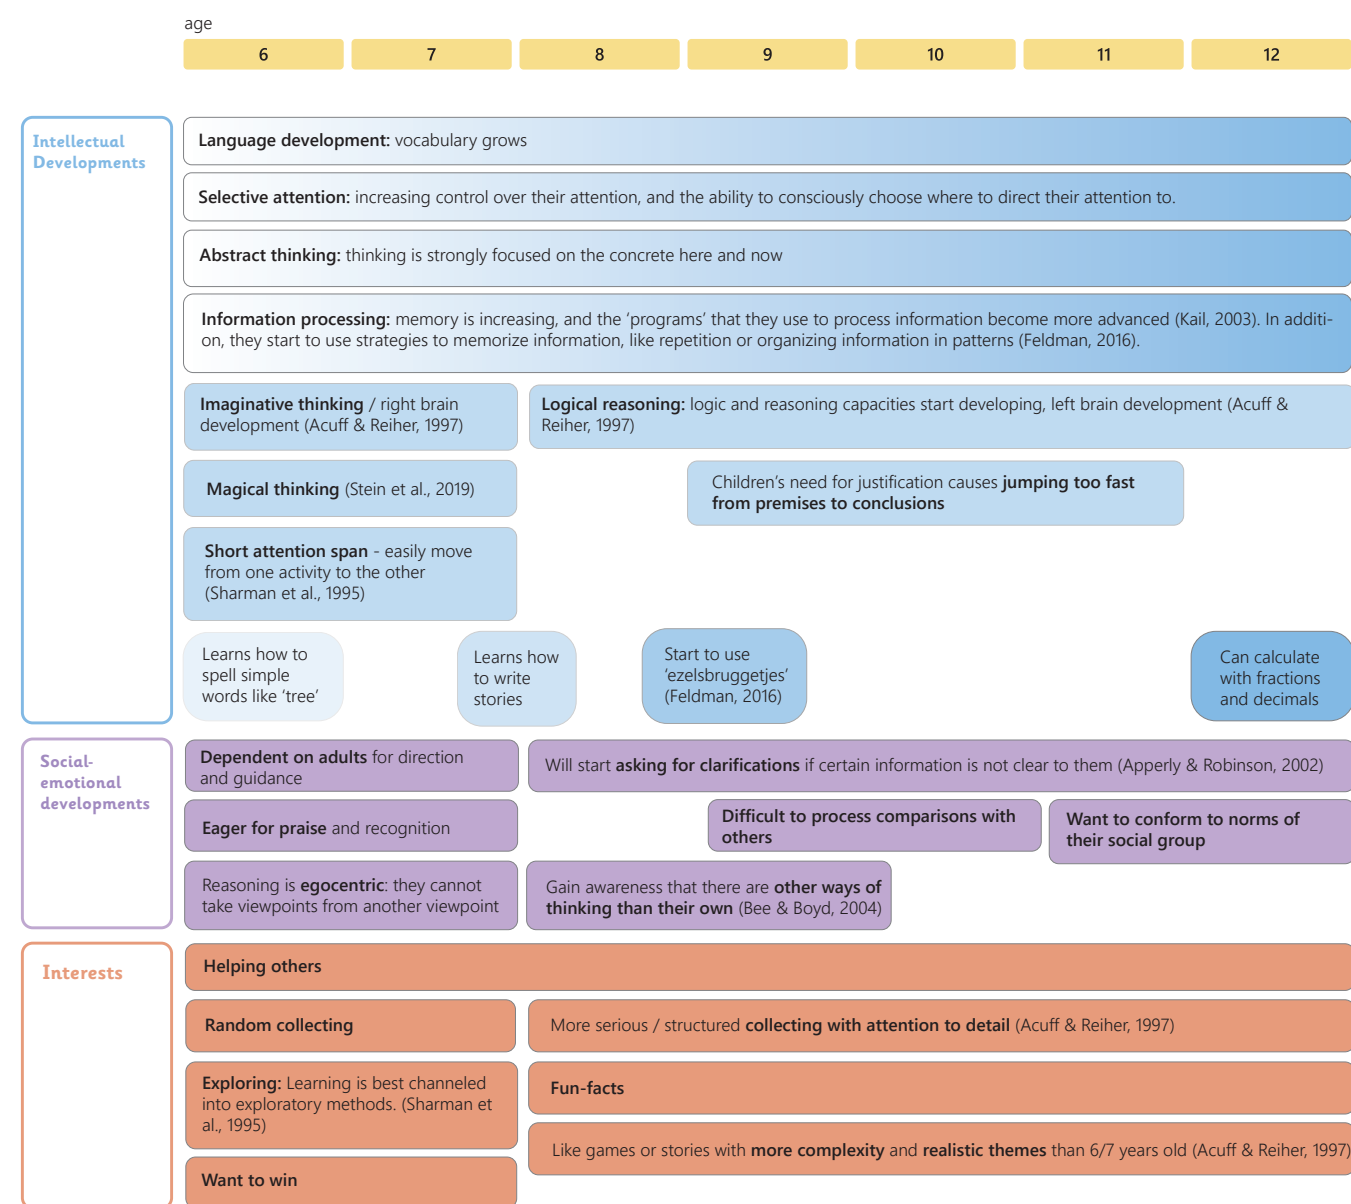 age
6 7 8 9 10 11 12
Intellectual
Developments
Language development: vocabulary grows
Selective attention: increasing control over their attention, and the ability to consciously choose where to direct their attention to.
Abstract thinking: thinking is strongly focused on the concrete here and now
Information processing: memory is increasing, and the ‘programs’ that they use to process information become more advanced (Kail, 2003). In additi-
on, they start to use strategies to memorize information, like repetition or organizing information in patterns (Feldman, 2016).
Imaginative thinking / right brain
development (Acuff & Reiher, 1997)
Logical reasoning: logic and reasoning capacities start developing, left brain development (Acuff &
Reiher, 1997)
Magical thinking (Stein et al., 2019)
Children’s need for justification causes jumping too fast
from premises to conclusions
Short attention span - easily move
from one activity to the other
(Sharman et al., 1995)
Learns how to
spell simple
words like ‘tree’
Learns how
to write
stories
Start to use
‘ezelsbruggetjes’
(Feldman, 2016)
Can calculate
with fractions
and decimals
Social-
emotional
developments
Dependent on adults for direction
and guidance
Will start asking for clarifications if certain information is not clear to them (Apperly & Robinson, 2002)
Eager for praise and recognition
Difficult to process comparisons with
others
Want to conform to norms of
their social group
Reasoning is egocentric: they cannot
take viewpoints from another viewpoint
Gain awareness that there are other ways of
thinking than their own (Bee & Boyd, 2004)
Interests
Helping others
Random collecting
More serious / structured collecting with attention to detail (Acuff & Reiher, 1997)
Exploring: Learning is best channeled
into exploratory methods. (Sharman et
al., 1995)
Fun-facts
Like games or stories with more complexity and realistic themes than 6/7 years old (Acuff & Reiher, 1997)
Want to win